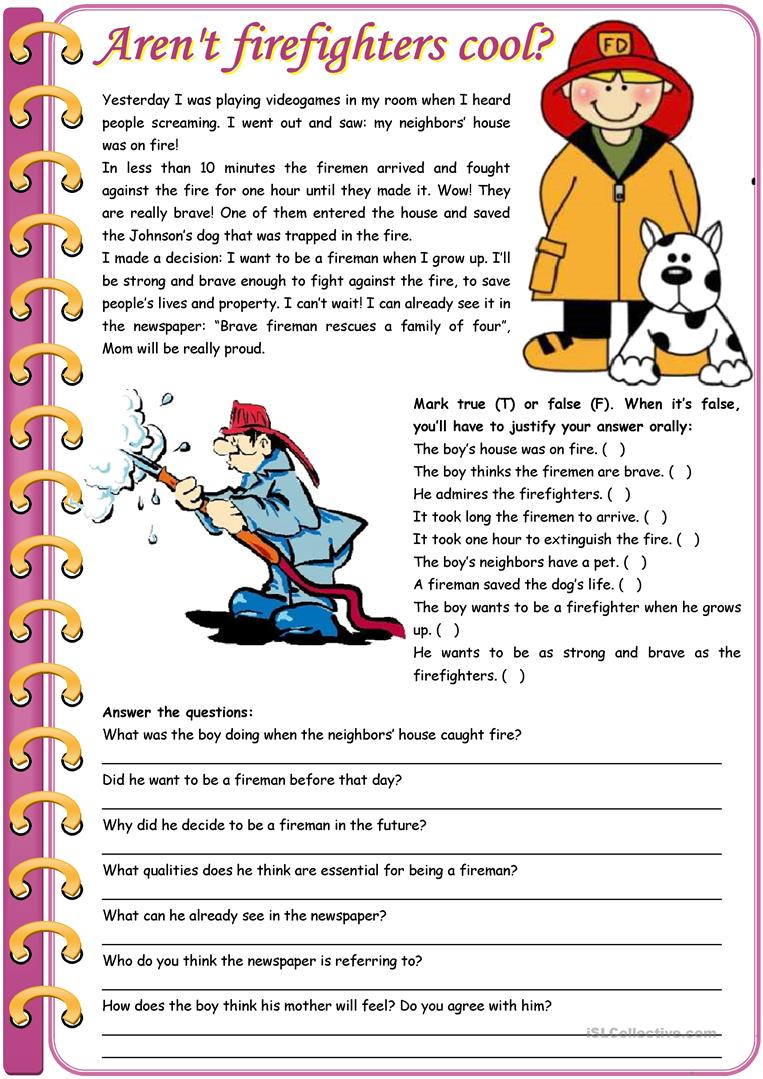 Aren't firefighters cool?
FD
Yesterday I was playing videogames in my room when I heard
people screaming. I went out and saw: my neighbors’ house
was on fire!
In less than 10 minutes the firemen arrived and fought
against the fire for one hour until they made it. Wow! They
are really brave! One of them entered the house and saved
the Johnson’s dog that was trapped in the fire.
I made a decision: I want to be a fireman when I grow up. I’ll
be strong and brave enough to fight against the fire, to save
people’s lives and property. I can’t wait! I can already see it in
the newspaper: “Brave fireman rescues a family of four”,
Mom will be really proud.
Mark true (T) or false (F). When it’s false,
you’ll have to justify your answer orally:
The boy’s house was on fire. ( )
The boy thinks the firemen are brave. ( )
He admires the firefighters. ( )
It took long the firemen to arrive. ( )
It took one hour to extinguish the fire. ( )
The boy’s neighbors have a pet. ( )
A fireman saved the dog’s life. ( )
The boy wants to be a firefighter when he grows
up. ( )
He wants to be as strong and brave as the
firefighters. ( )
Answer the questions:
What was the boy doing when the neighbors’ house caught fire?
Did he want to be a fireman before that day?
Why did he decide to be a fireman in the future?
What qualities does he think are essential for being a fireman?
What can he already see in the newspaper?
Who do you think the newspaper is referring to?
How does the boy think his mother will feel? Do you agree with him?
iSLCollective.com